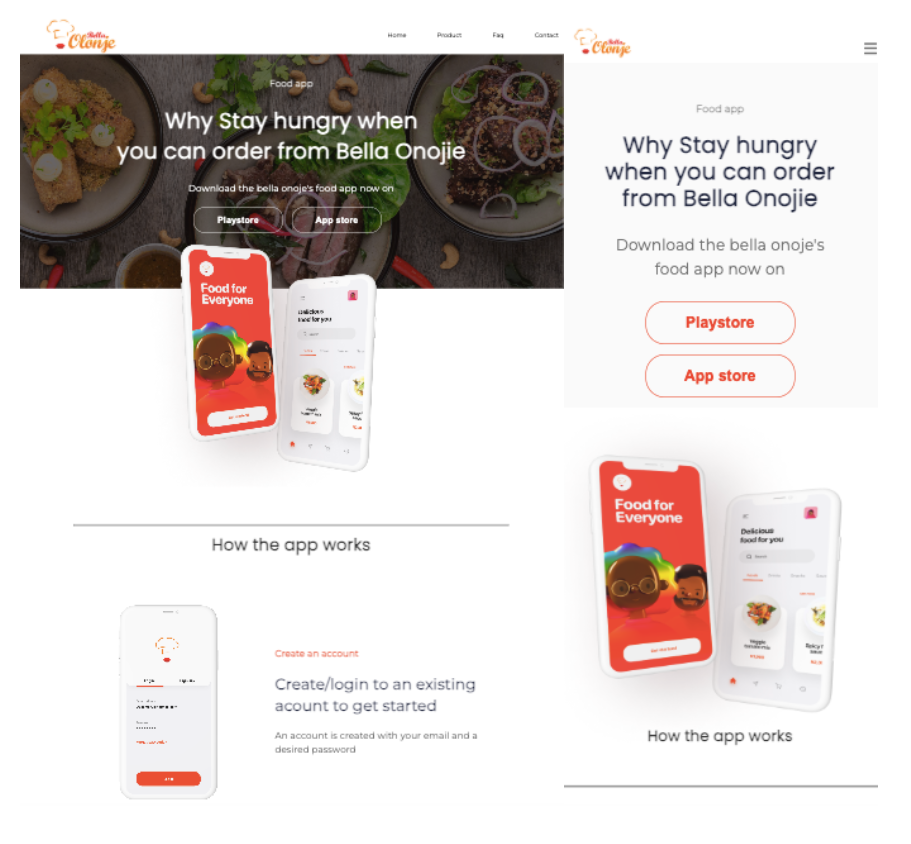 Bella
Olonje
Home
Product
Faq
Contact
Food app
Why Stay hungry when
you can order from Bella Onojie
Download the bella onoje's food app now on
Playstore
App store
Food for
Everyone
Delicious
food for you
How the app works
Create an account
Create/login to an existing
acount to get started
An account is created with your email and a
desired password
Bella
Olonje
Food app
Why Stay hungry
when you can order
from Bella Onojie
Download the bella onoje's
food app now on
Playstore
App store
Food for
Everyone
Delicious
food for you
Search
Veggie
tomato mix
How the app works